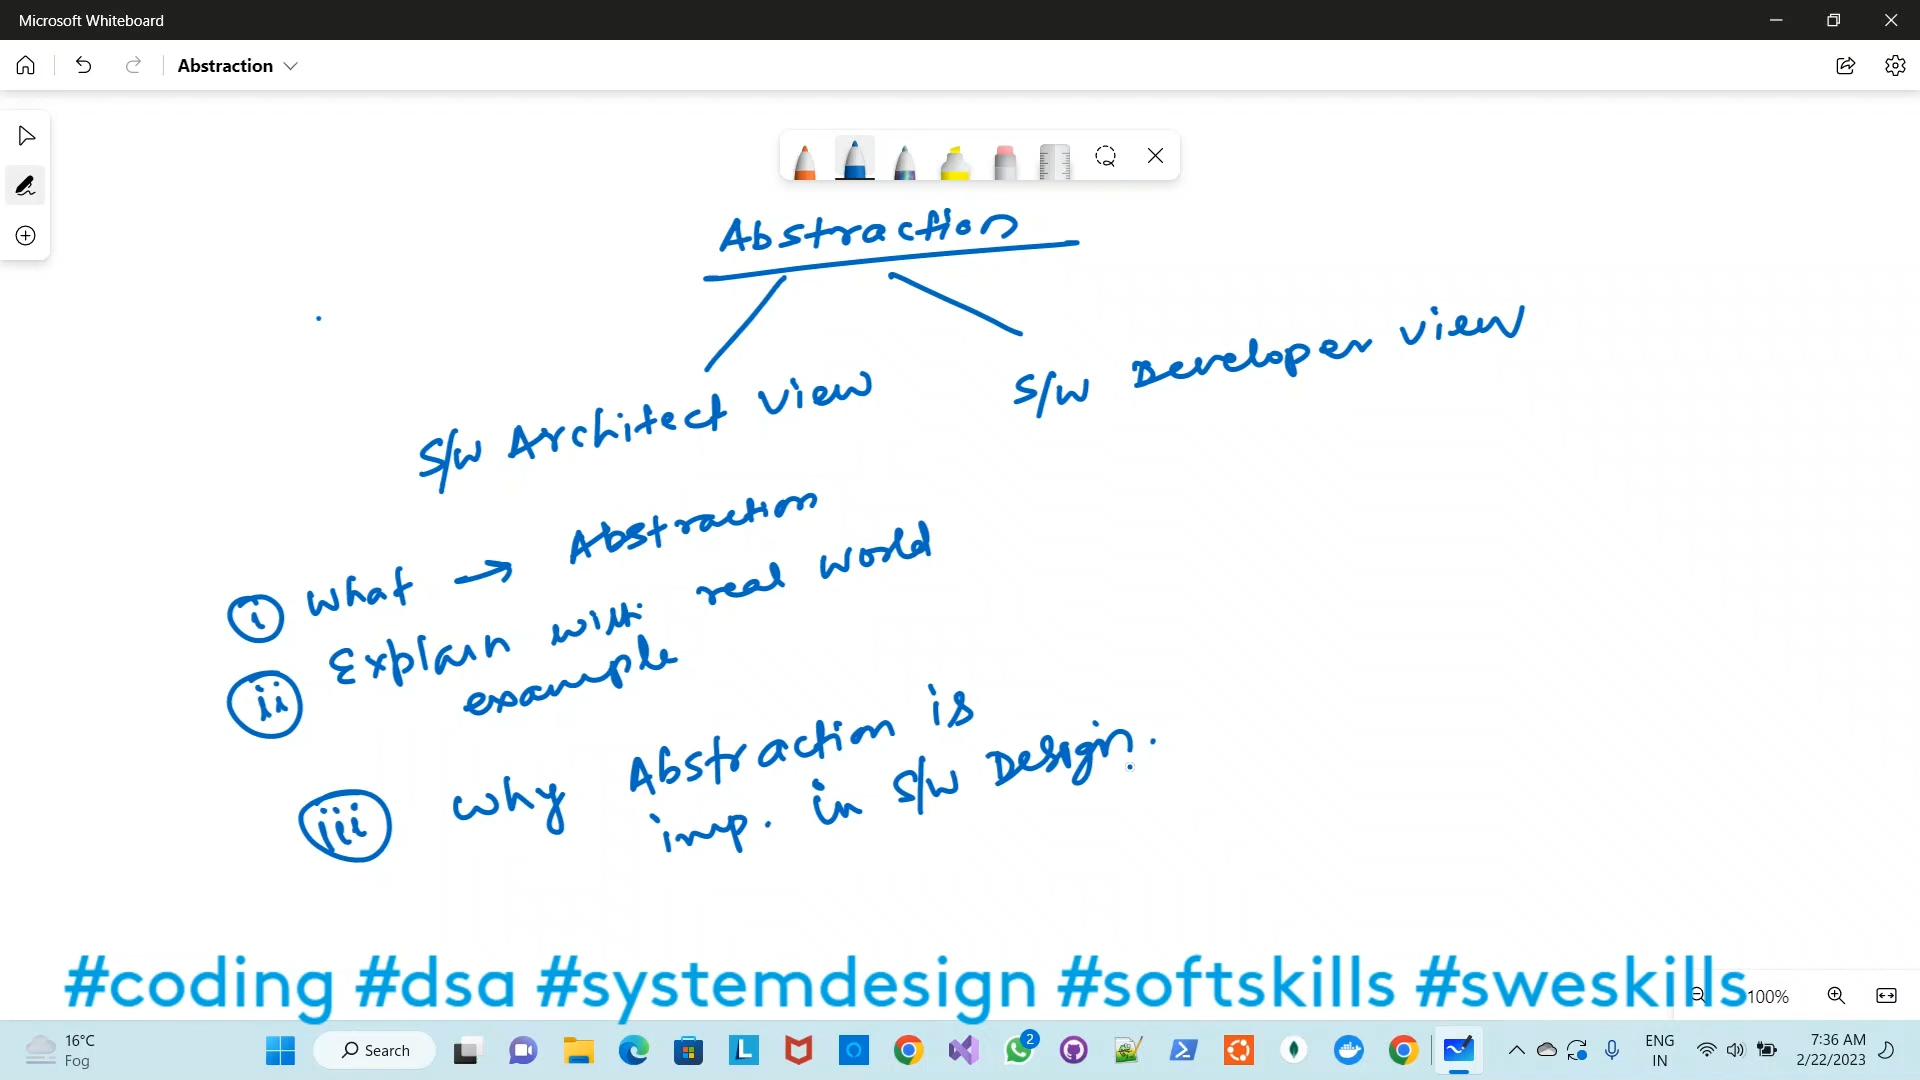 Microsoft Whiteboard
Abstraction
Abstraction
S/W Architect View
S/W Developer View
i What → Abstraction
ii Explain with real world
example
iii Why Abstraction is
imp. in S/W Design.
#coding #dsa #systemdesign #softskills #sweskills
100%
16°C
Fog
Search
2
ENG
IN
7:36 AM
2/22/2023